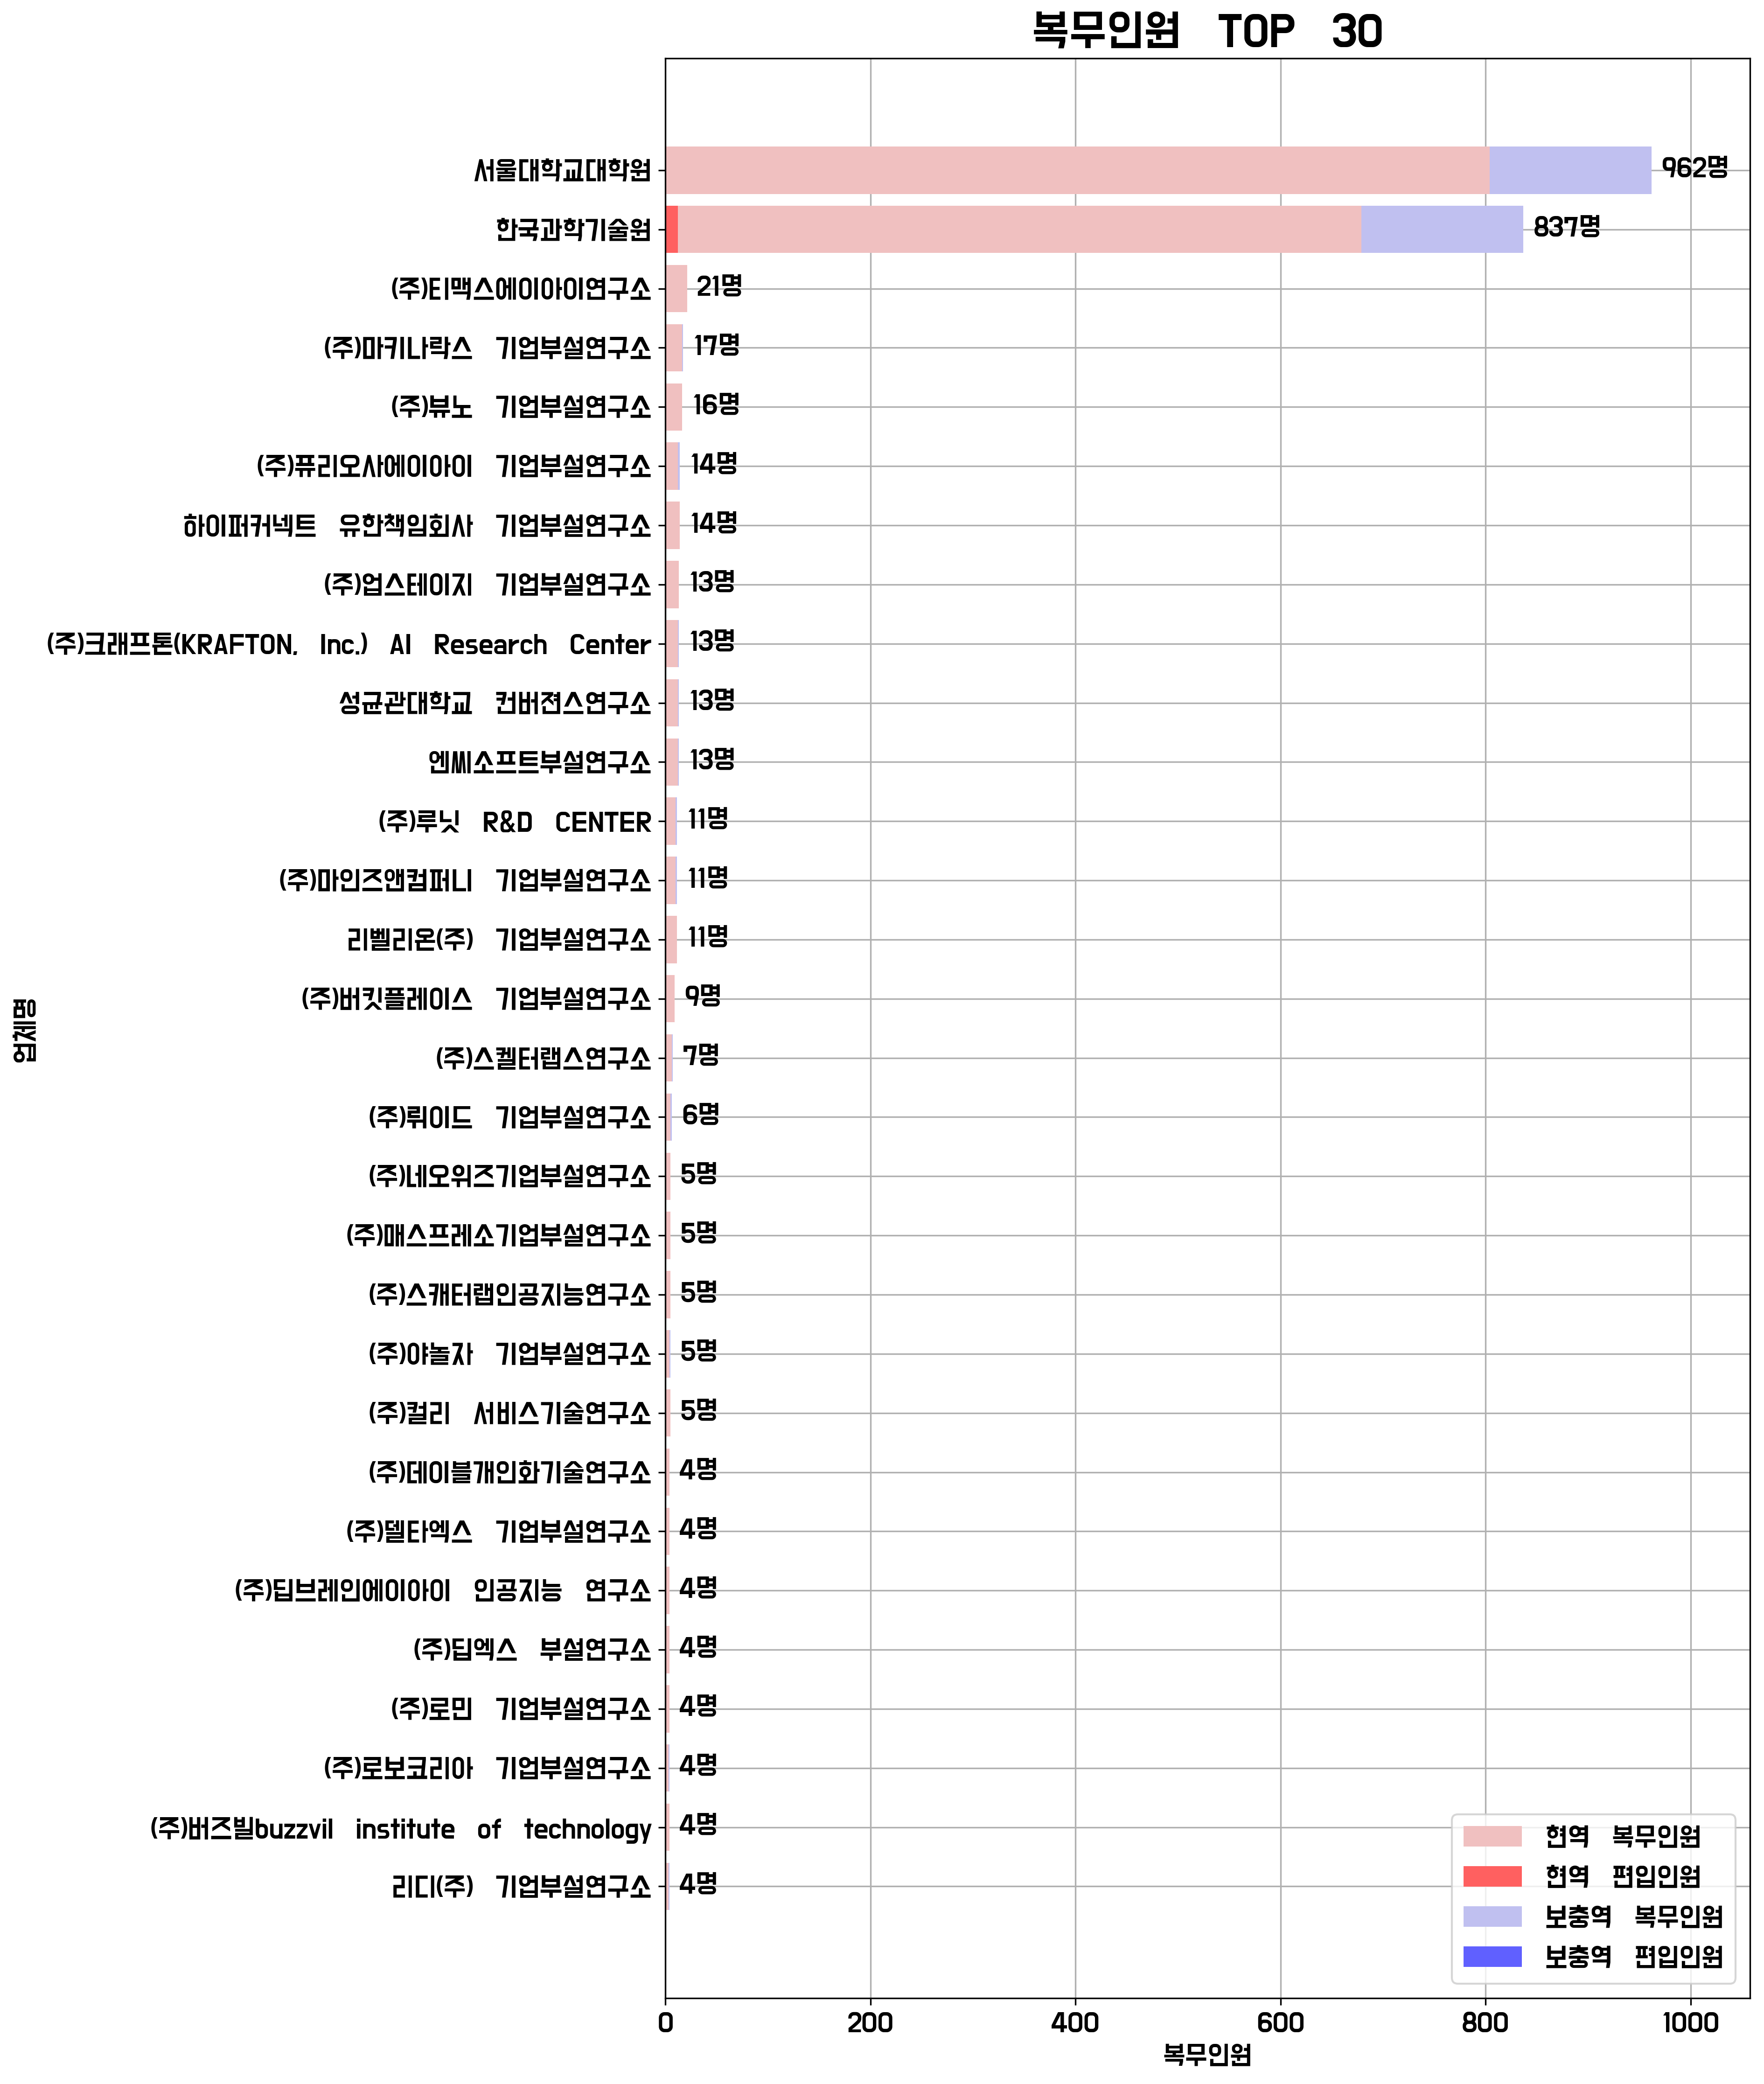 복무인원 TOP 30
서울대학교대학원 962명
한국과학기술원 837명
(주)티맥스에이아이연구소 21명
(주)마키나락스 기업부설연구소 17명
(주)뷰노 기업부설연구소 16명
(주)퓨리오사에이아이 기업부설연구소 14명
하이퍼커넥트 유한책임회사 기업부설연구소 14명
(주)업스테이지 기업부설연구소 13명
(주)크래프톤(KRAFTON, Inc.) AI Research Center 13명
성균관대학교 컨버젼스연구소 13명
엔씨소프트부설연구소 13명
(주)루닛 R&D CENTER 11명
(주)마인즈앤컴퍼니 기업부설연구소 11명
리벨리온(주) 기업부설연구소 11명
(주)버킷플레이스 기업부설연구소 9명
(주)스켈터랩스연구소 7명
(주)뤼이드 기업부설연구소 6명
(주)네오위즈기업부설연구소 5명
(주)매스프레소기업부설연구소 5명
(주)스캐터랩인공지능연구소 5명
(주)야놀자 기업부설연구소 5명
(주)컬리 서비스기술연구소 5명
(주)데이블개인화기술연구소 4명
(주)델타엑스 기업부설연구소 4명
(주)딥브레인에이아이 인공지능 연구소 4명
(주)딥엑스 부설연구소 4명
(주)로민 기업부설연구소 4명
(주)로보코리아 기업부설연구소 4명
(주)버즈빌buzzvil institute of technology 4명
리디(주) 기업부설연구소 4명
업체명
현역 복무인원
현역 편입인원
보충역 복무인원
보충역 편입인원
0 200 400 600 800 1000
복무인원